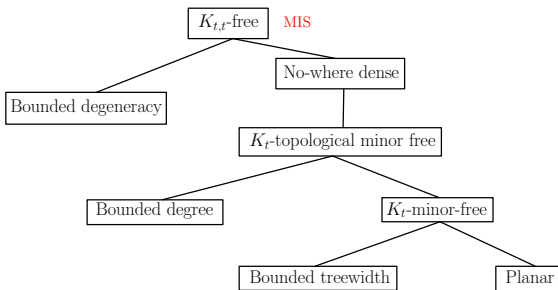 K_{t,t}-free MIS
No-where dense
Bounded degeneracy
K_t-topological minor free
Bounded degree
K_t-minor-free
Bounded treewidth
Planar